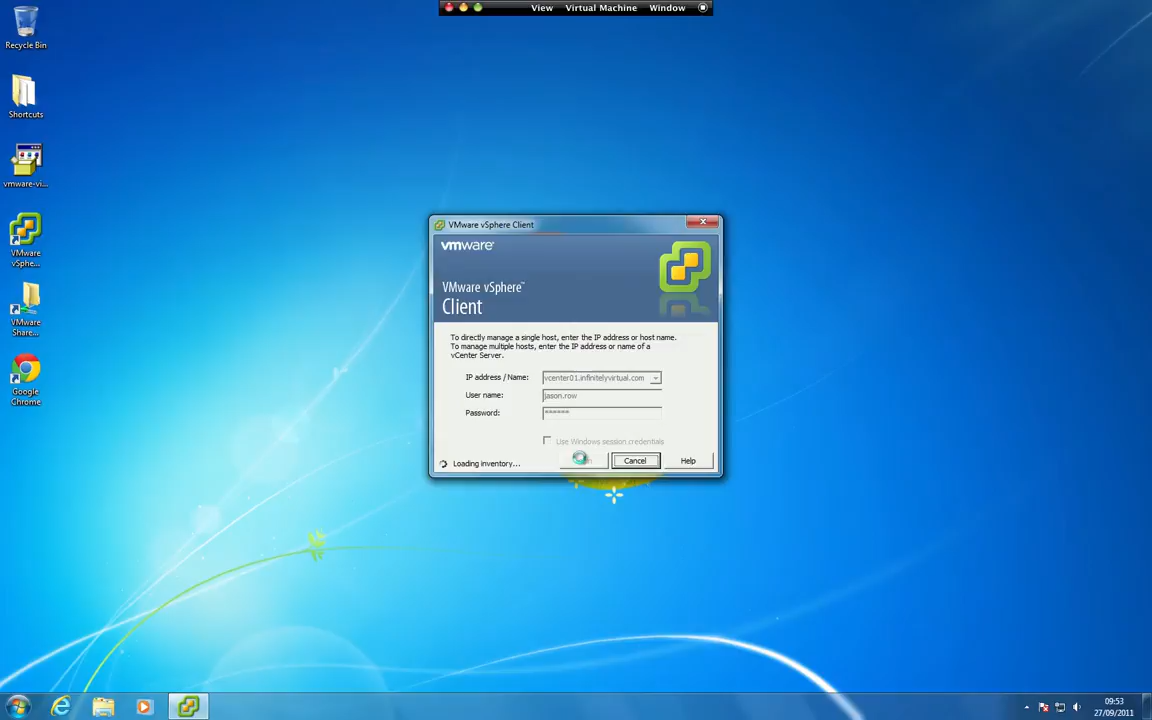 View Virtual Machine Window
Recycle Bin
Shortcuts
vmware-vi...
VMware
vSphe...
VMware
Share...
Google
Chrome
VMware vSphere Client
vmware
VMware vSphere™
Client
To directly manage a single host, enter the IP address or host name.
To manage multiple hosts, enter the IP address or name of a
vCenter Server.
IP address / Name: vcenter01.infinitelyvirtual.com
User name: jason.row
Password: ******
Use Windows session credentials
Loading inventory... Cancel Help
09:53
27/09/2011